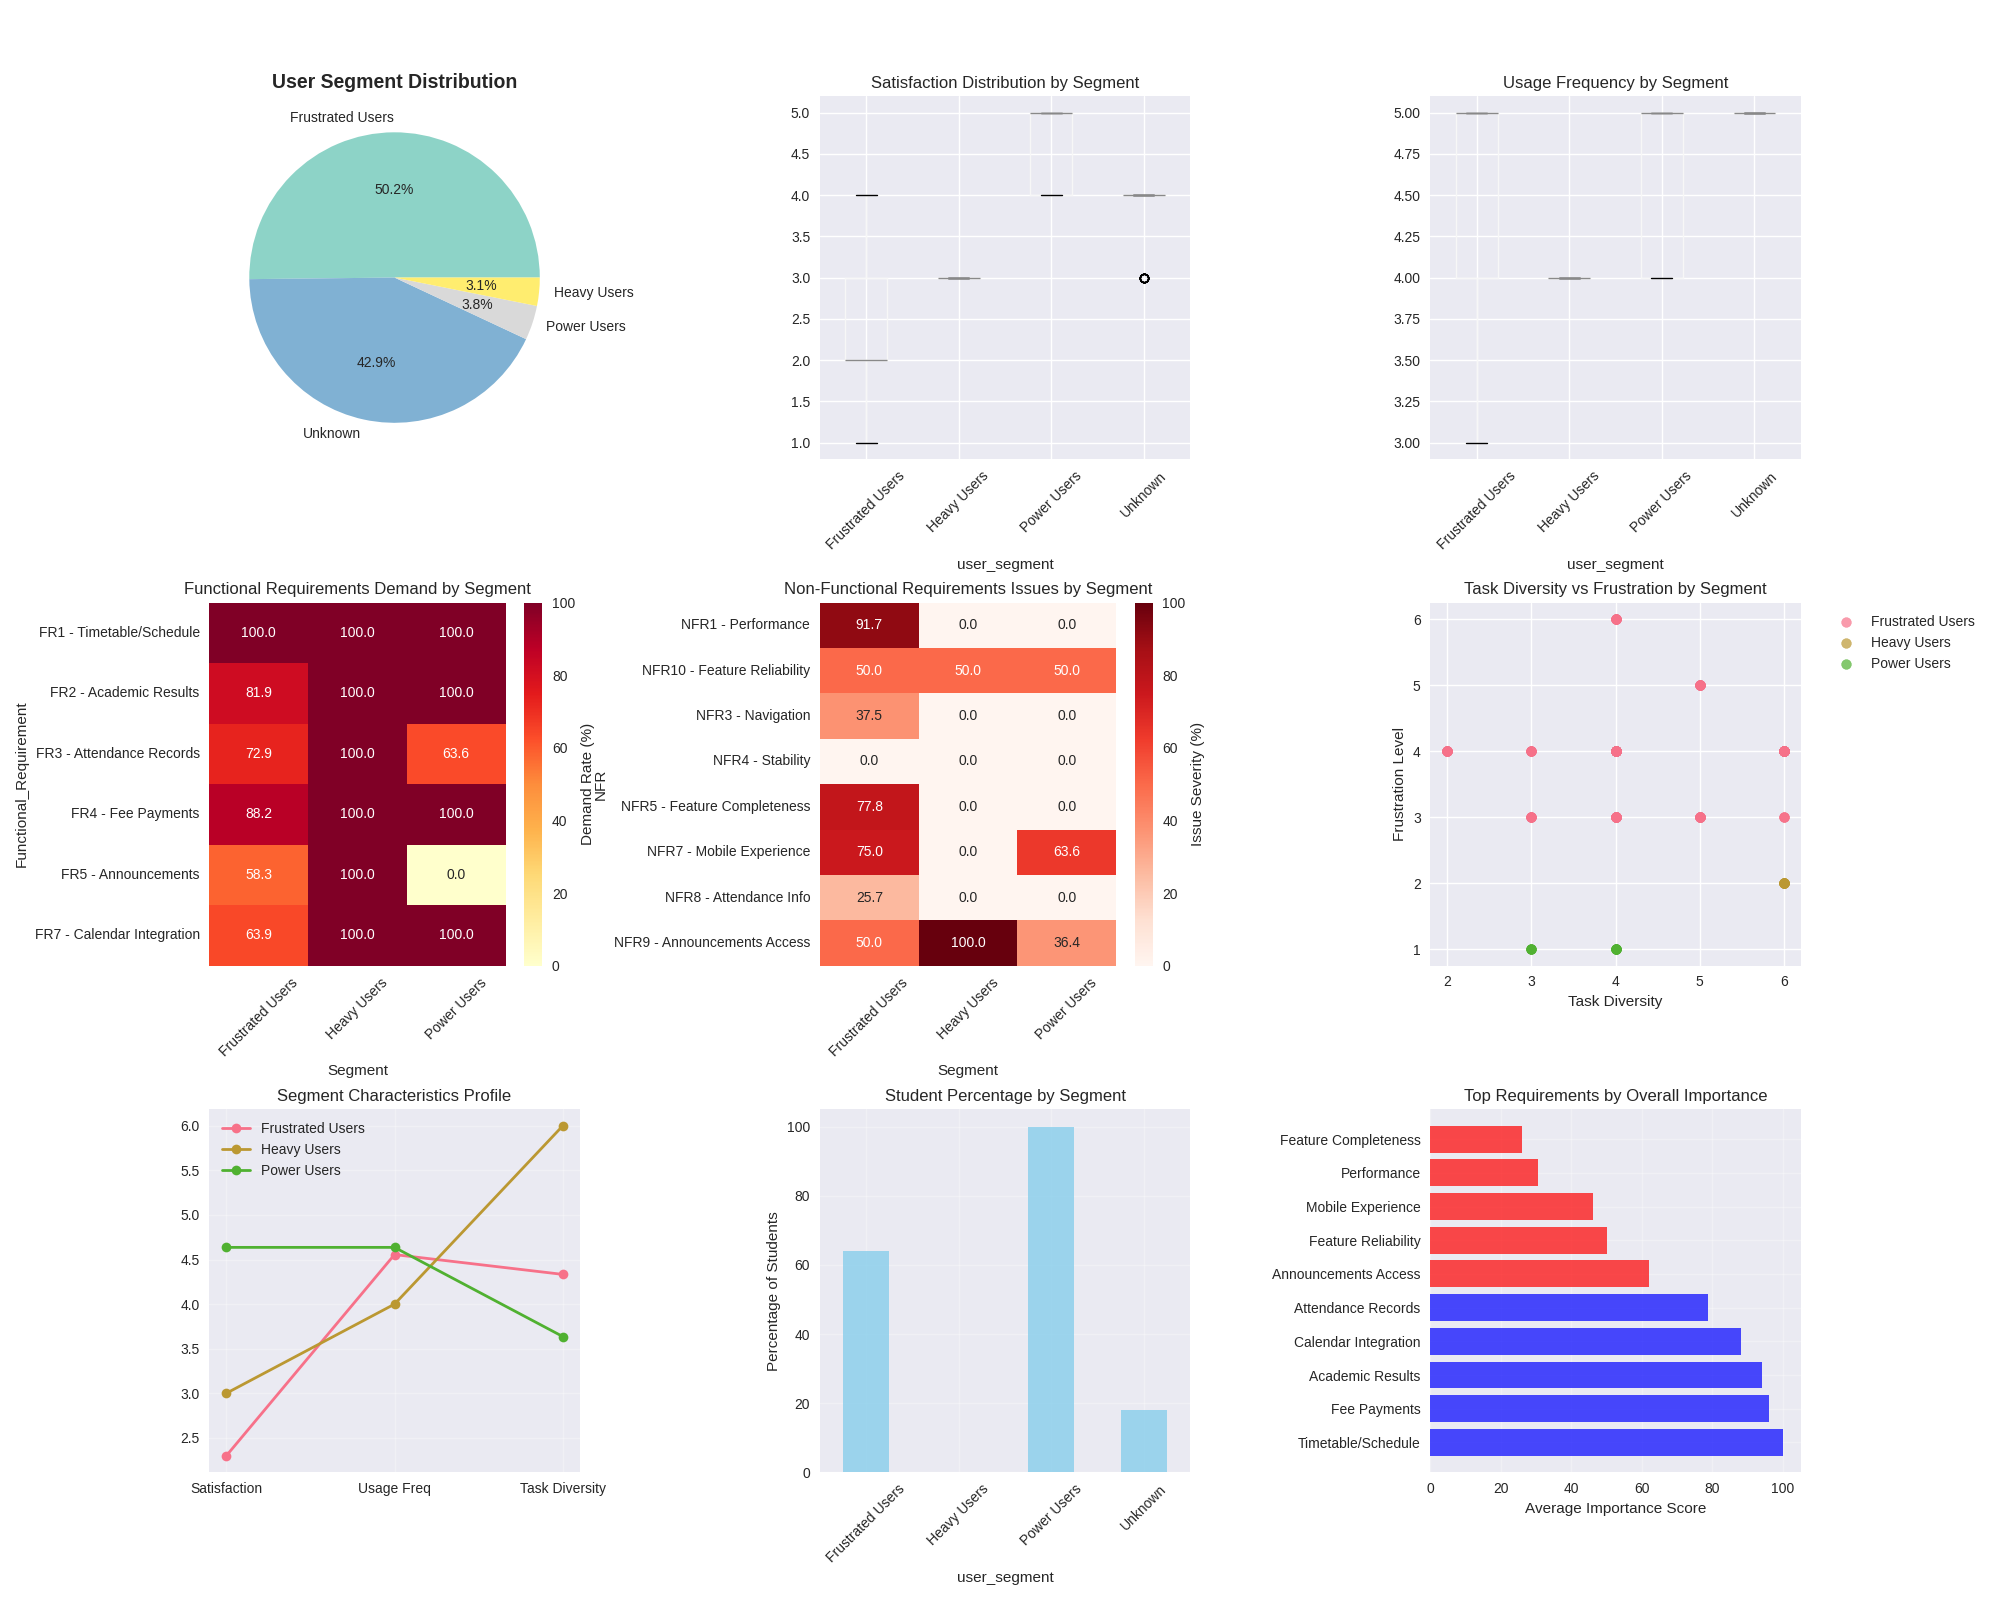 User Segment Distribution
Frustrated Users
50.2%
3.1%
Heavy Users
3.8%
Power Users
42.9%
Unknown
Satisfaction Distribution by Segment
5.0
4.5
4.0
3.5
3.0
2.5
2.0
1.5
1.0
Frustrated Users
Heavy Users
Power Users
Unknown
user_segment
Usage Frequency by Segment
5.00
4.75
4.50
4.25
4.00
3.75
3.50
3.25
3.00
Frustrated Users
Heavy Users
Power Users
Unknown
user_segment
Functional Requirements Demand by Segment
Functional_Requirement
FR1 - Timetable/Schedule 100.0 100.0 100.0
FR2 - Academic Results 81.9 100.0 100.0
FR3 - Attendance Records 72.9 100.0 63.6
FR4 - Fee Payments 88.2 100.0 100.0
FR5 - Announcements 58.3 100.0 0.0
FR7 - Calendar Integration 63.9 100.0 100.0
Frustrated Users
Heavy Users
Power Users
Segment
100
80
60
40
20
0
Demand Rate (%)
Non-Functional Requirements Issues by Segment
NFR
NFR1 - Performance 91.7 0.0 0.0
NFR10 - Feature Reliability 50.0 50.0 50.0
NFR3 - Navigation 37.5 0.0 0.0
NFR4 - Stability 0.0 0.0 0.0
NFR5 - Feature Completeness 77.8 0.0 0.0
NFR7 - Mobile Experience 75.0 0.0 63.6
NFR8 - Attendance Info 25.7 0.0 0.0
NFR9 - Announcements Access 50.0 100.0 36.4
Frustrated Users
Heavy Users
Power Users
Segment
100
80
60
40
20
0
Issue Severity (%)
Task Diversity vs Frustration by Segment
Frustration Level
6
5
4
3
2
1
2 3 4 5 6
Task Diversity
Frustrated Users
Heavy Users
Power Users
Segment Characteristics Profile
6.0
5.5
5.0
4.5
4.0
3.5
3.0
2.5
Frustrated Users
Heavy Users
Power Users
Satisfaction Usage Freq Task Diversity
Student Percentage by Segment
Percentage of Students
100
80
60
40
20
0
Frustrated Users
Heavy Users
Power Users
Unknown
user_segment
Top Requirements by Overall Importance
Feature Completeness
Performance
Mobile Experience
Feature Reliability
Announcements Access
Attendance Records
Calendar Integration
Academic Results
Fee Payments
Timetable/Schedule
0 20 40 60 80 100
Average Importance Score